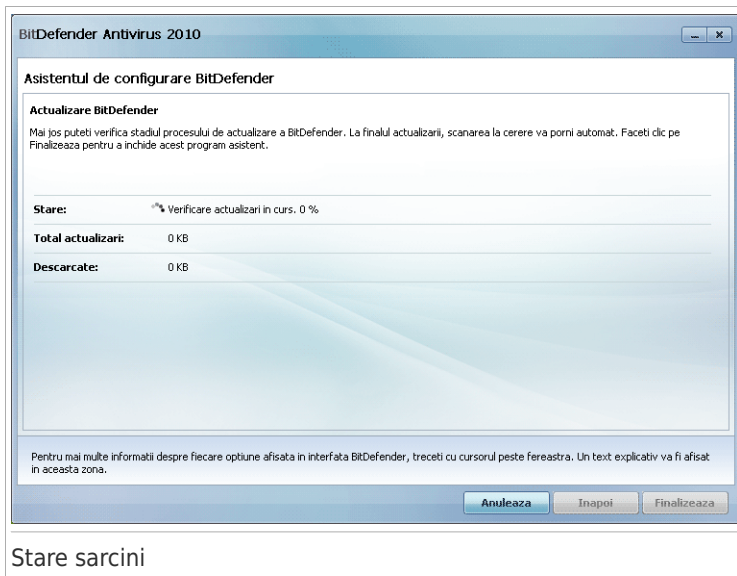 BitDefender Antivirus 2010
Asistentul de configurare BitDefender
Actualizare BitDefender
Mai jos puteti verifica stadiul procesului de actualizare a BitDefender. La finalul actualizarii, scanarea la cerere va porni automat. Faceti clic pe
Finalizeaza pentru a inchide acest program asistent.
Stare: Verificare actualizari in curs. 0 %
Total actualizari: 0 KB
Descarcate: 0 KB
Pentru mai multe informatii despre fiecare optiune afisata in interfata BitDefender, treceti cu cursorul peste fereastra. Un text explicativ va fi afisat
in aceasta zona.
Anuleaza Inapoi Finalizeaza
Stare sarcini